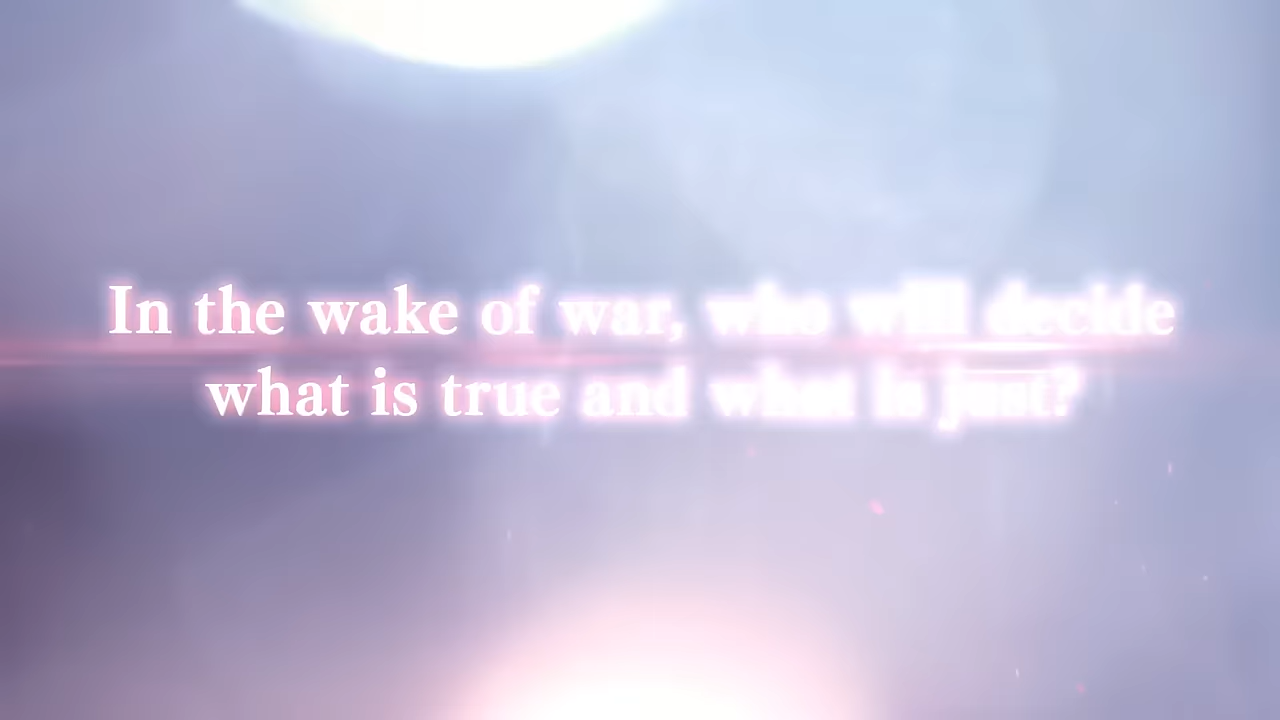 In the wake of war, who will decide
what is true and what is just?